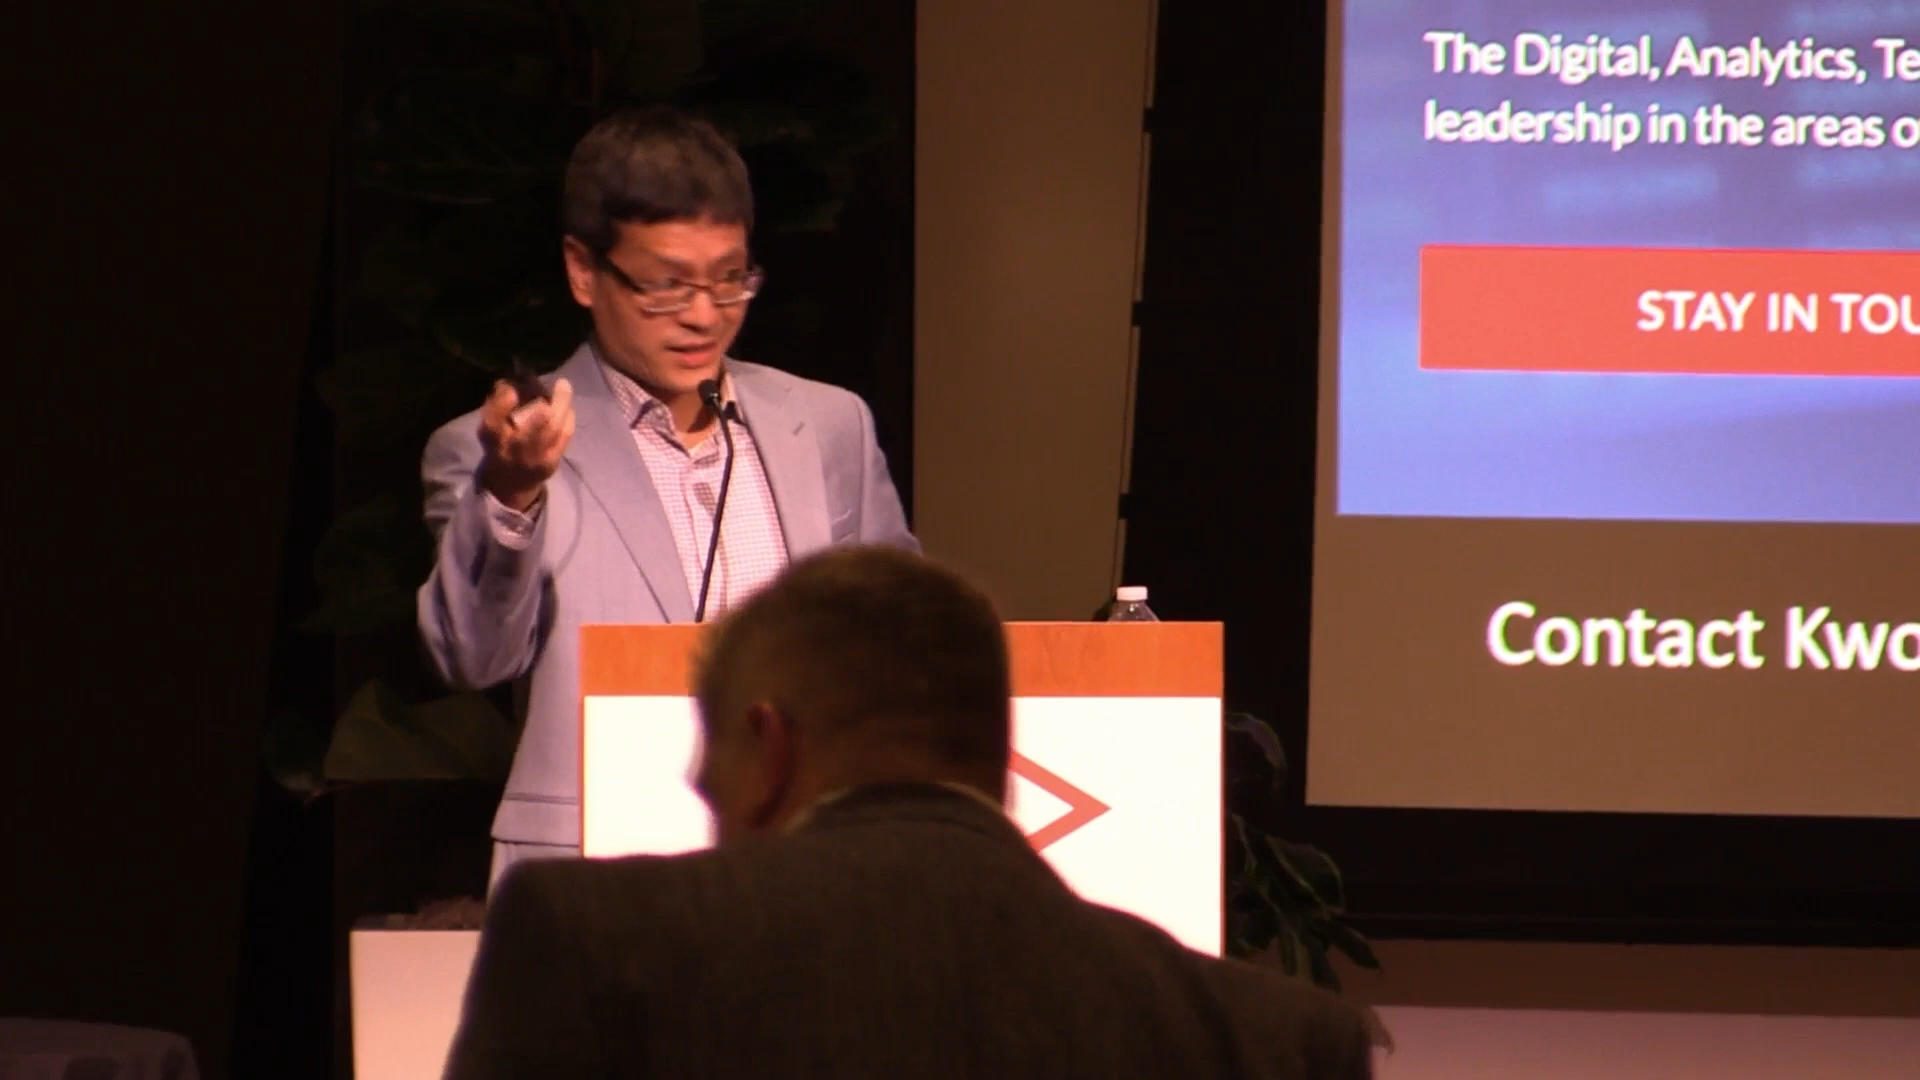 The Digital, Analytics, Te
leadership in the areas o
STAY IN TOU
Contact Kwo